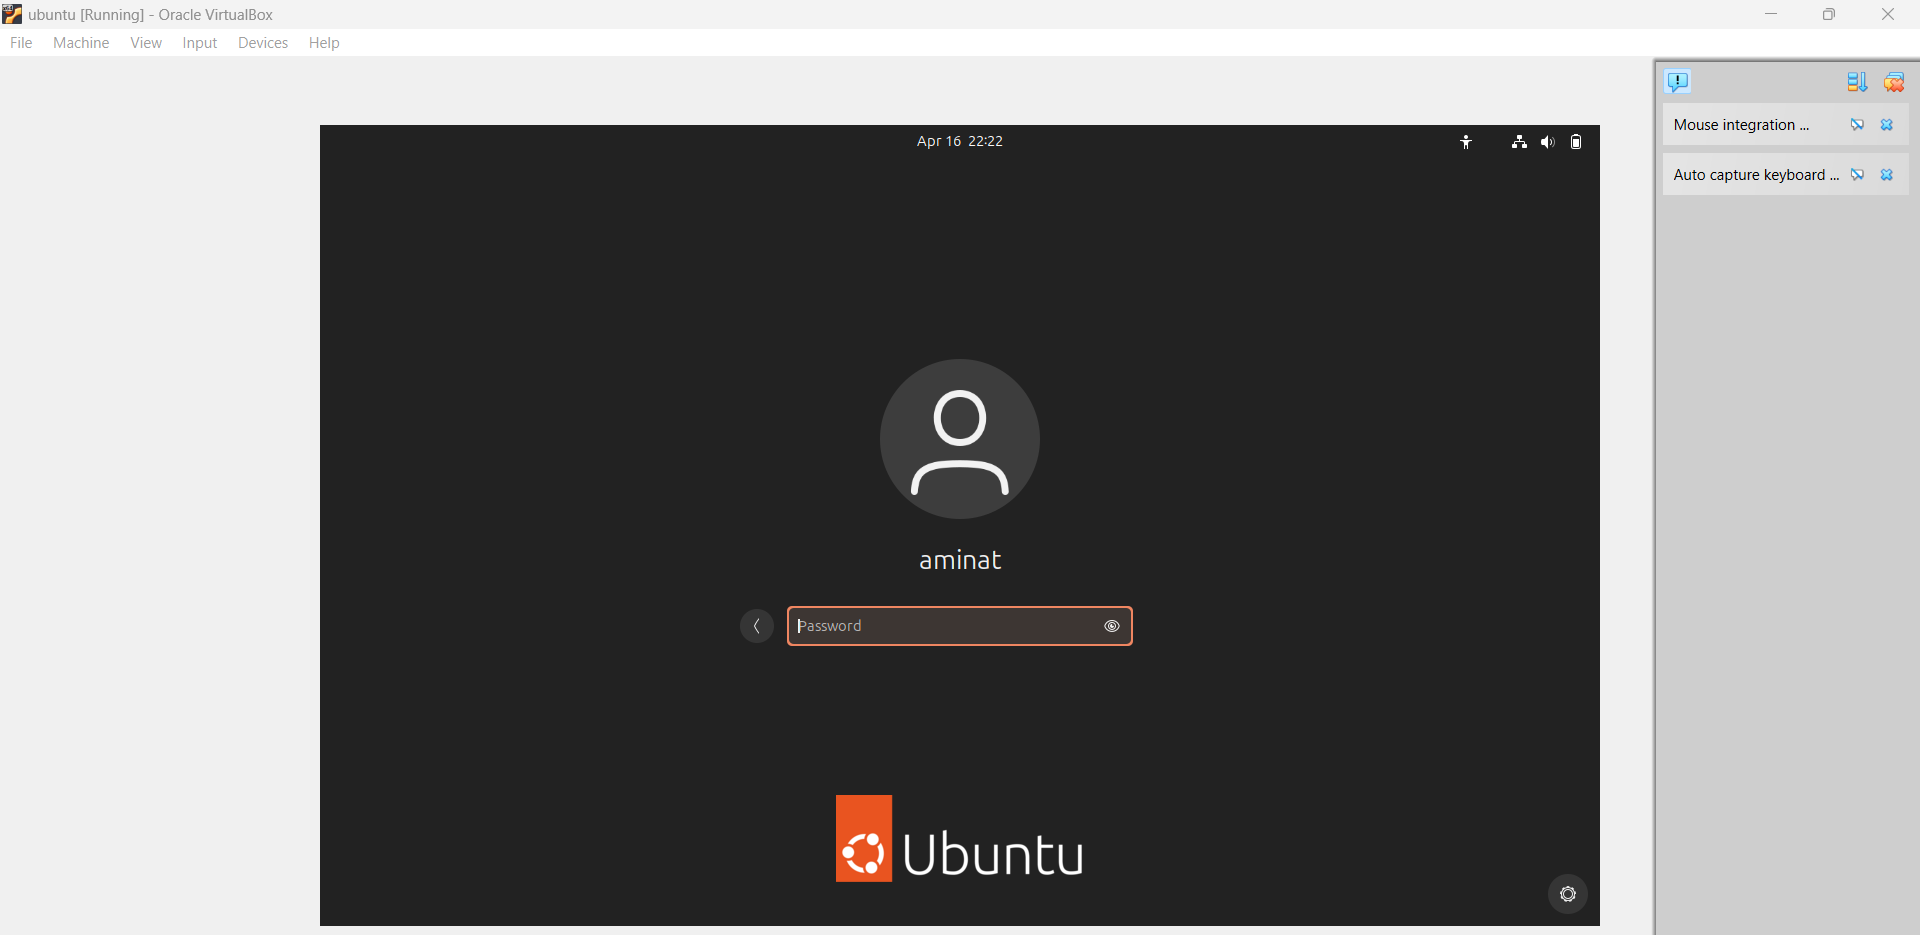 ubuntu [Running] - Oracle VirtualBox
File Machine View Input Devices Help
Mouse integration ...
Auto capture keyboard ...
Apr 16 22:22
aminat
Password
Ubuntu